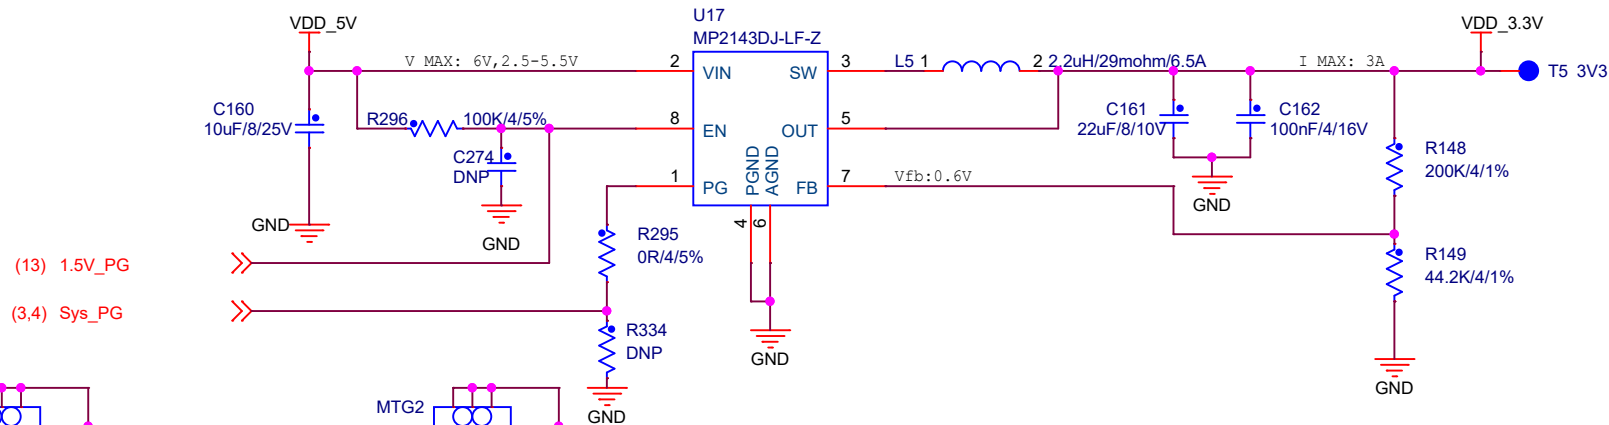 U17
MP2143DJ-LF-Z
VDD_5V
VDD_3.3V
V MAX: 6V,2.5-5.5V
2
VIN
SW
3
L5 1
2 2.2uH/29mohm/6.5A
I MAX: 3A
T5 3V3
C160
10uF/8/25V
R296
100K/4/5%
8
EN
OUT
5
C161
22uF/8/10V
C162
100nF/4/16V
C274
DNP
1
PG
PGND
AGND
FB
7
Vfb:0.6V
R148
200K/4/1%
GND
GND
GND
4
6
R295
0R/4/5%
R149
44.2K/4/1%
(13) 1.5V_PG
(3,4) Sys_PG
R334
DNP
GND
GND
GND
MTG2